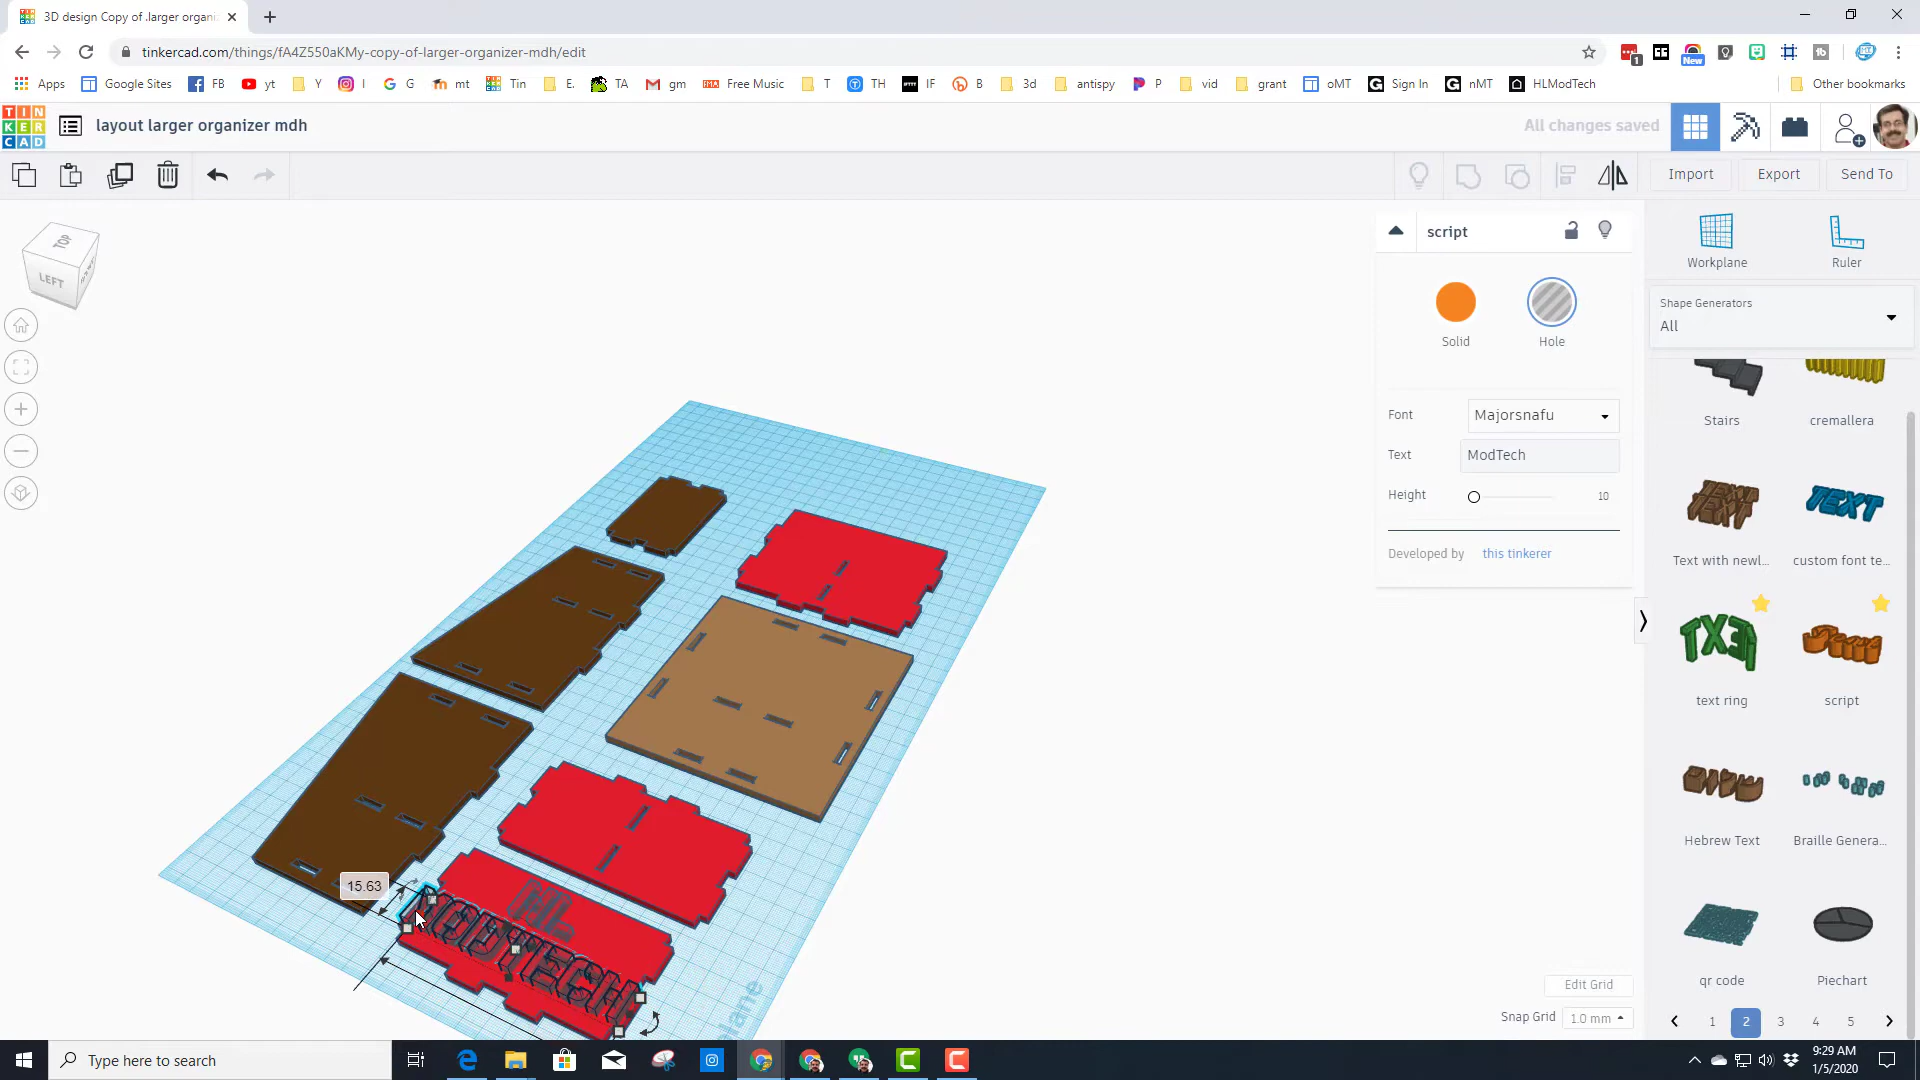 3D design Copy of .larger organi
tinkercad.com/things/fA4Z550aKMy-copy-of-larger-organizer-mdh/edit
1
New
Apps
Google Sites
FB
yt
Y
I
G
mt
Tin
E.
TA
gm
Free Music
T
TH
IF
B
3d
antispy
P
vid
grant
oMT
Sign In
nMT
HLModTech
Other bookmarks
TIN
KER
CAD
layout larger organizer mdh
All changes saved
Import
Export
Send To
TOP
LEFT
script
Solid
Hole
Font
Majorsnafu
Text
ModTech
Height
10
Developed by
this tinkerer
Workplane
Ruler
Shape Generators
All
Stairs
cremallera
Text with newl...
custom font te...
text ring
script
Hebrew Text
Braille Genera...
qr code
Piechart
15.63
HL
MODTECH
Edit Grid
Snap Grid
1.0 mm
1
2
3
4
5
Type here to search
9:29 AM
1/5/2020